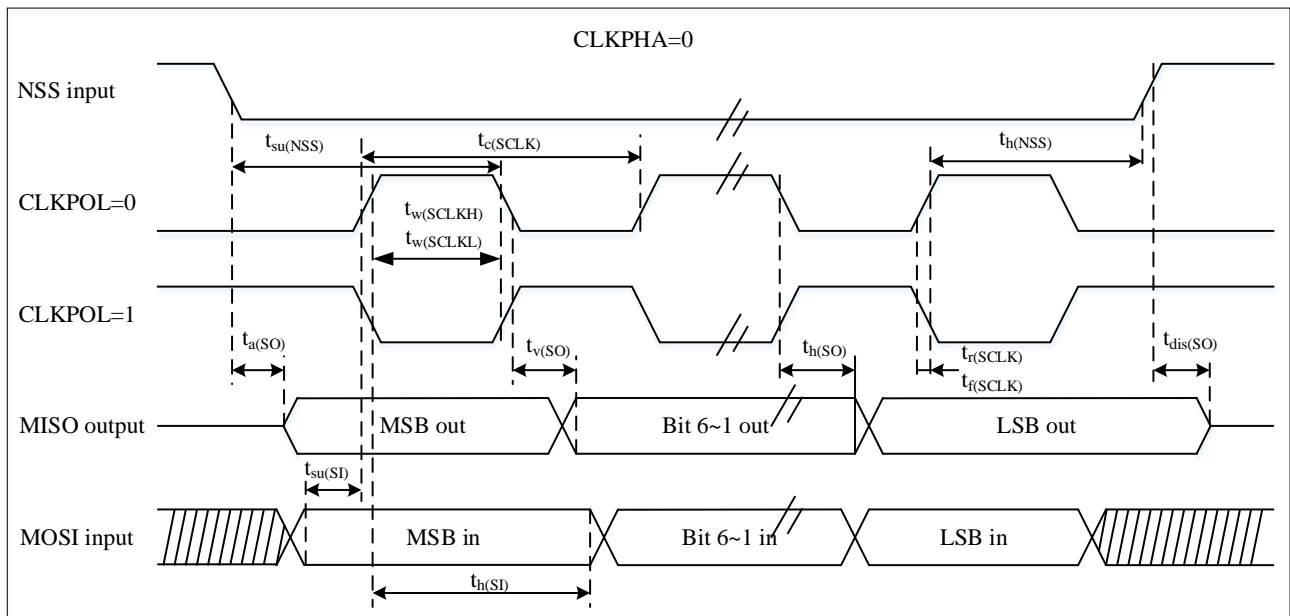 CLKPHA=0
NSS input
tsu(NSS)
tc(SCLK)
th(NSS)
CLKPOL=0
tw(SCLKH)
tw(SCLKL)
CLKPOL=1
ta(SO)
tv(SO)
th(SO)
tr(SCLK)
tf(SCLK)
tdis(SO)
MISO output
MSB out
Bit 6~1 out
LSB out
tsu(SI)
MOSI input
MSB in
Bit 6~1 in
LSB in
th(SI)